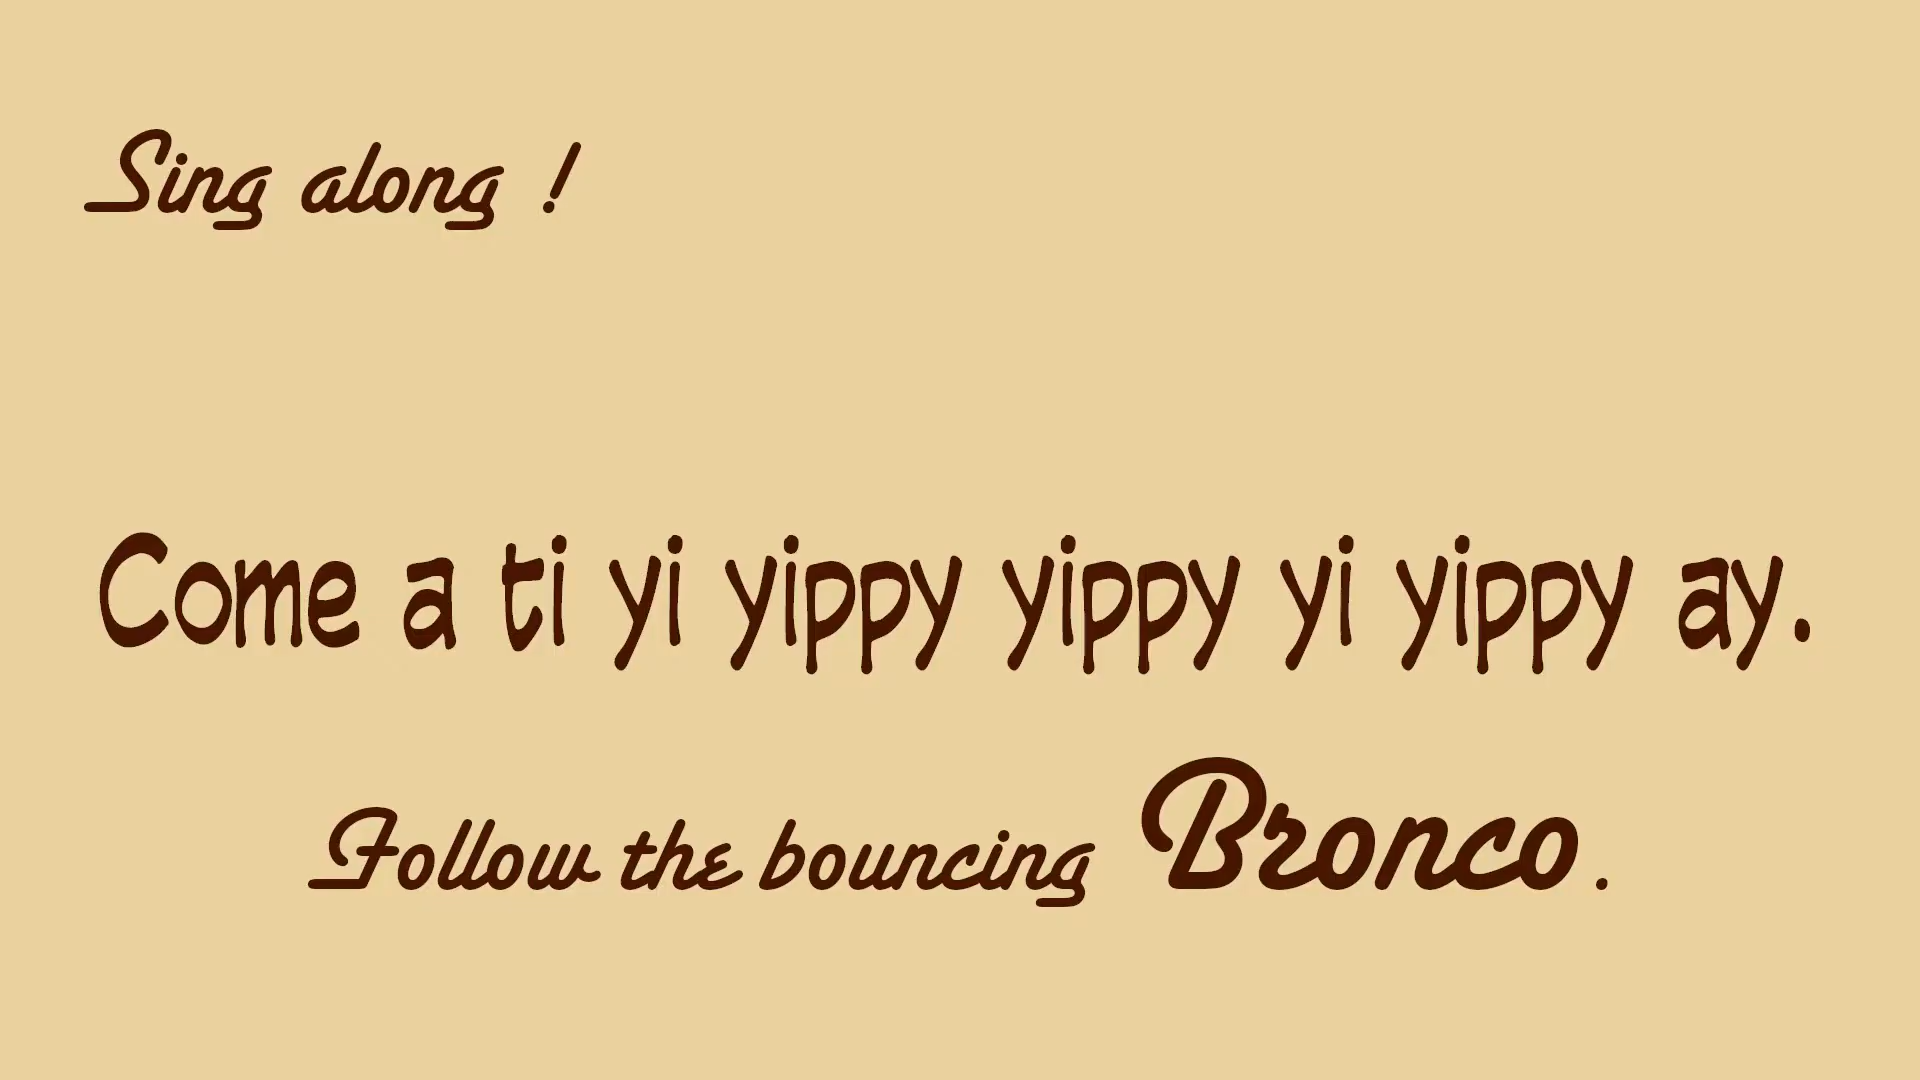 Sing along !
Come a ti yi yippy yippy yi yippy ay.
Follow the bouncing Bronco.